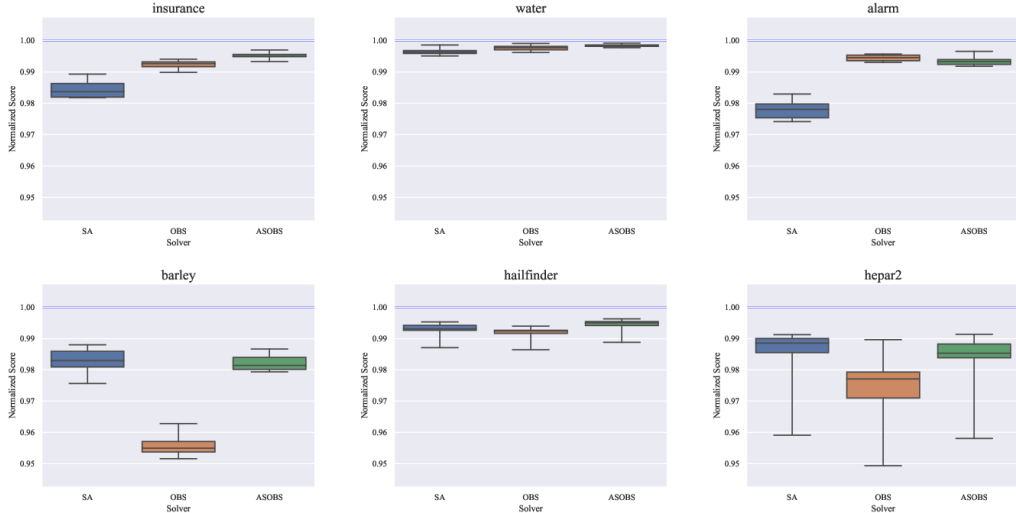 insurance
1.00
0.99
0.98
0.97
0.96
0.95
Normalized Score
SA
OBS
ASOBS
Solver
water
1.00
0.99
0.98
0.97
0.96
0.95
Normalized Score
SA
OBS
ASOBS
Solver
alarm
1.00
0.99
0.98
0.97
0.96
0.95
Normalized Score
SA
OBS
ASOBS
Solver
barley
1.00
0.99
0.98
0.97
0.96
0.95
Normalized Score
SA
OBS
ASOBS
Solver
hailfinder
1.00
0.99
0.98
0.97
0.96
0.95
Normalized Score
SA
OBS
ASOBS
Solver
hepar2
1.00
0.99
0.98
0.97
0.96
0.95
Normalized Score
SA
OBS
ASOBS
Solver